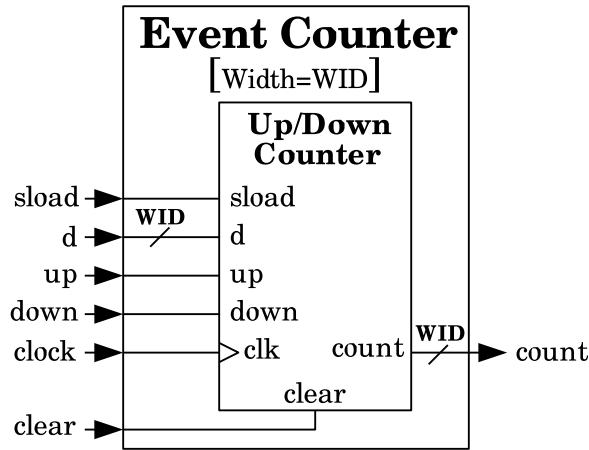 Event Counter
[Width=WID]
Up/Down
Counter
sload
sload
WID
d
d
up
up
down
down
clock
clk
count
WID
count
clear
clear